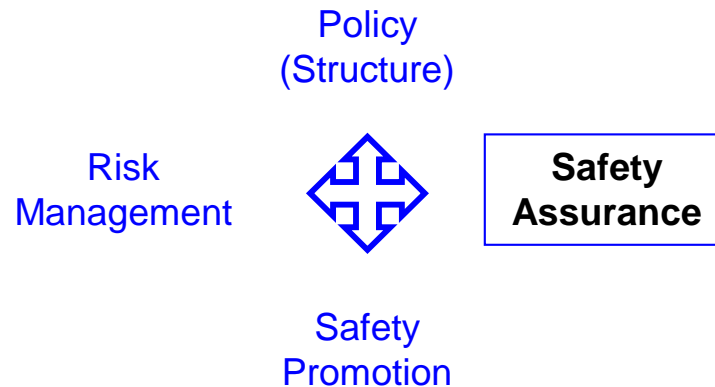 Policy
(Structure)
Risk
Management
Safety
Assurance
Safety
Promotion